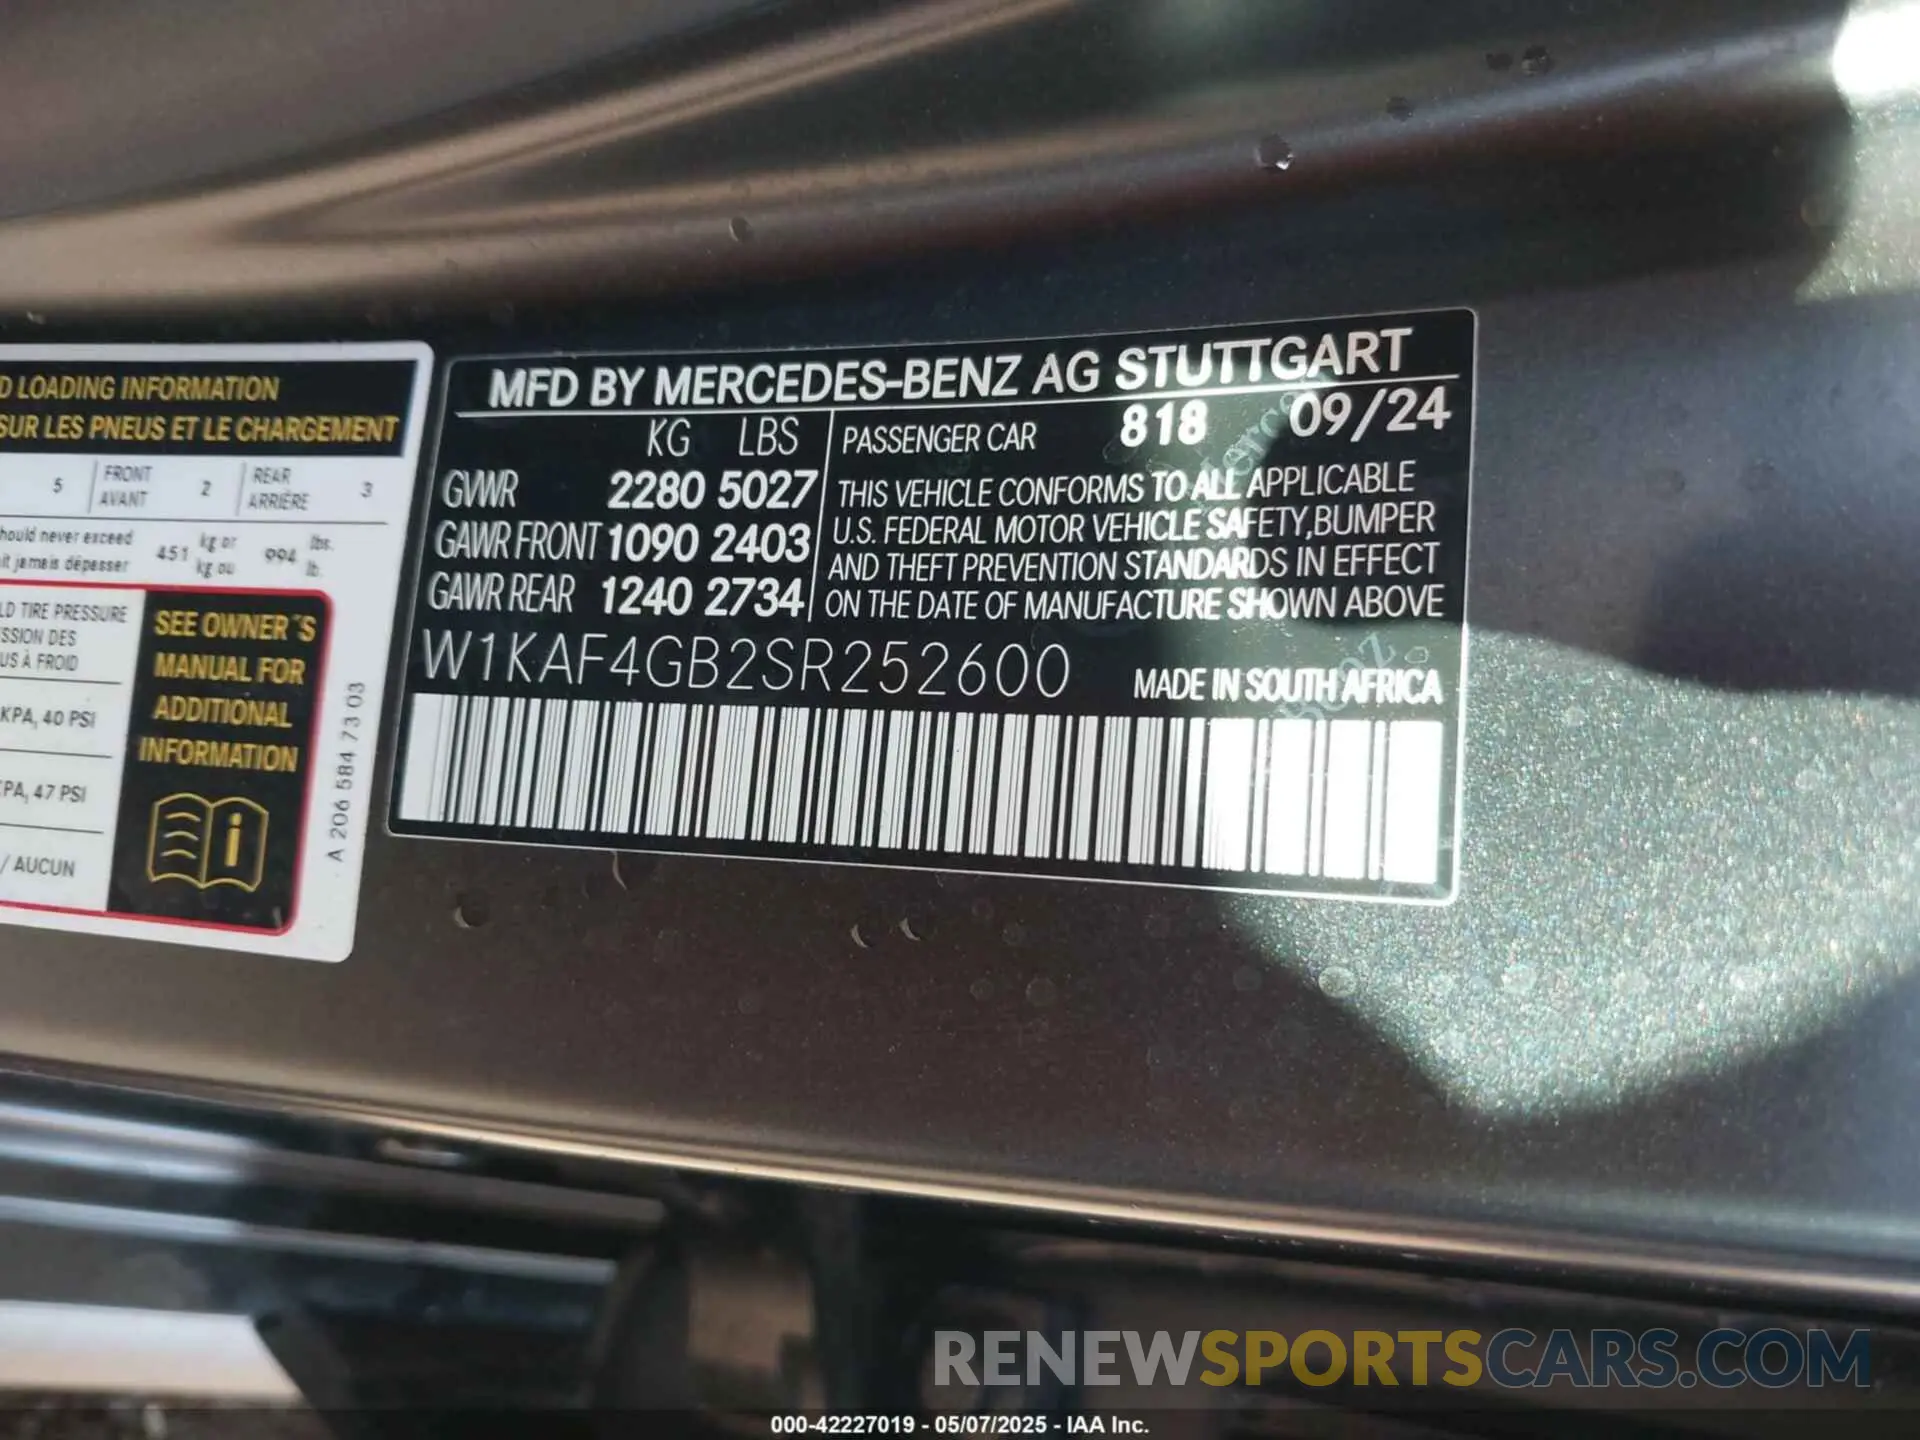 D LOADING INFORMATION
SUR LES PNEUS ET LE CHARGEMENT
5 FRONT AVANT 2 REAR ARRIÈRE 3
hould never exceed
it jamais dépasser
451 kg or kg ou 994 lbs. lb.
LD TIRE PRESSURE
SSION DES
US À FROID
KPA, 40 PSI
KPA, 47 PSI
/ AUCUN
SEE OWNER´S
MANUAL FOR
ADDITIONAL
INFORMATION
i
A 206 584 73 03
MFD BY MERCEDES-BENZ AG STUTTGART
KG LBS
GVWR 2280 5027
GAWR FRONT 1090 2403
GAWR REAR 1240 2734
PASSENGER CAR 818 09/24
THIS VEHICLE CONFORMS TO ALL APPLICABLE
U.S. FEDERAL MOTOR VEHICLE SAFETY, BUMPER
AND THEFT PREVENTION STANDARDS IN EFFECT
ON THE DATE OF MANUFACTURE SHOWN ABOVE
W1KAF4GB2SR252600
MADE IN SOUTH AFRICA
RENEWSPORTSCARS.COM
000-42227019 - 05/07/2025 - IAA Inc.